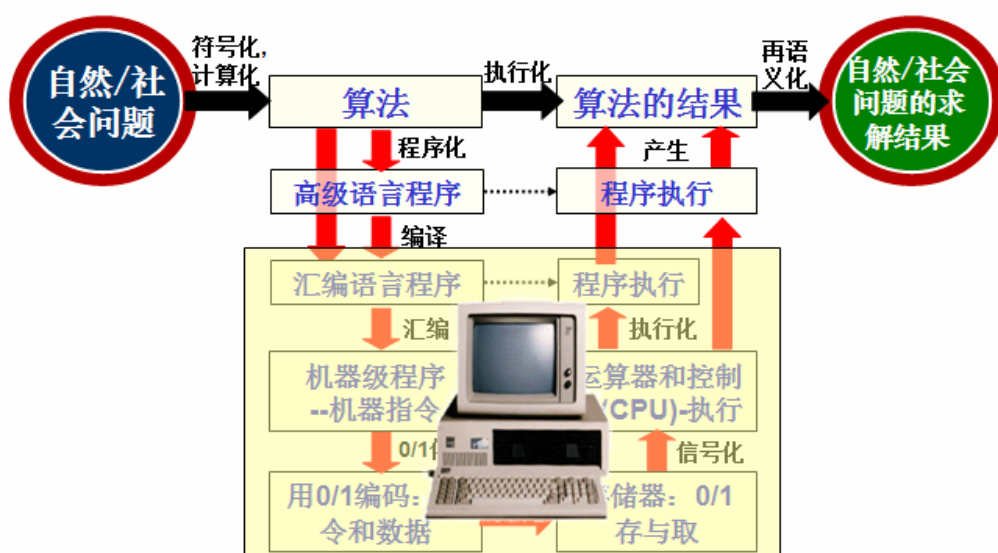 自然/社
会问题
符号化,
计算化
算法
执行化
算法的结果
再语
义化
自然/社会
问题的求
解结果
程序化
产生
高级语言程序
程序执行
编译
汇编语言程序
程序执行
汇编
执行化
机器级程序
--机器指令
运算器和控制
(CPU)-执行
0/1
信号化
用0/1编码:
令和数据
储器:0/1
存与取